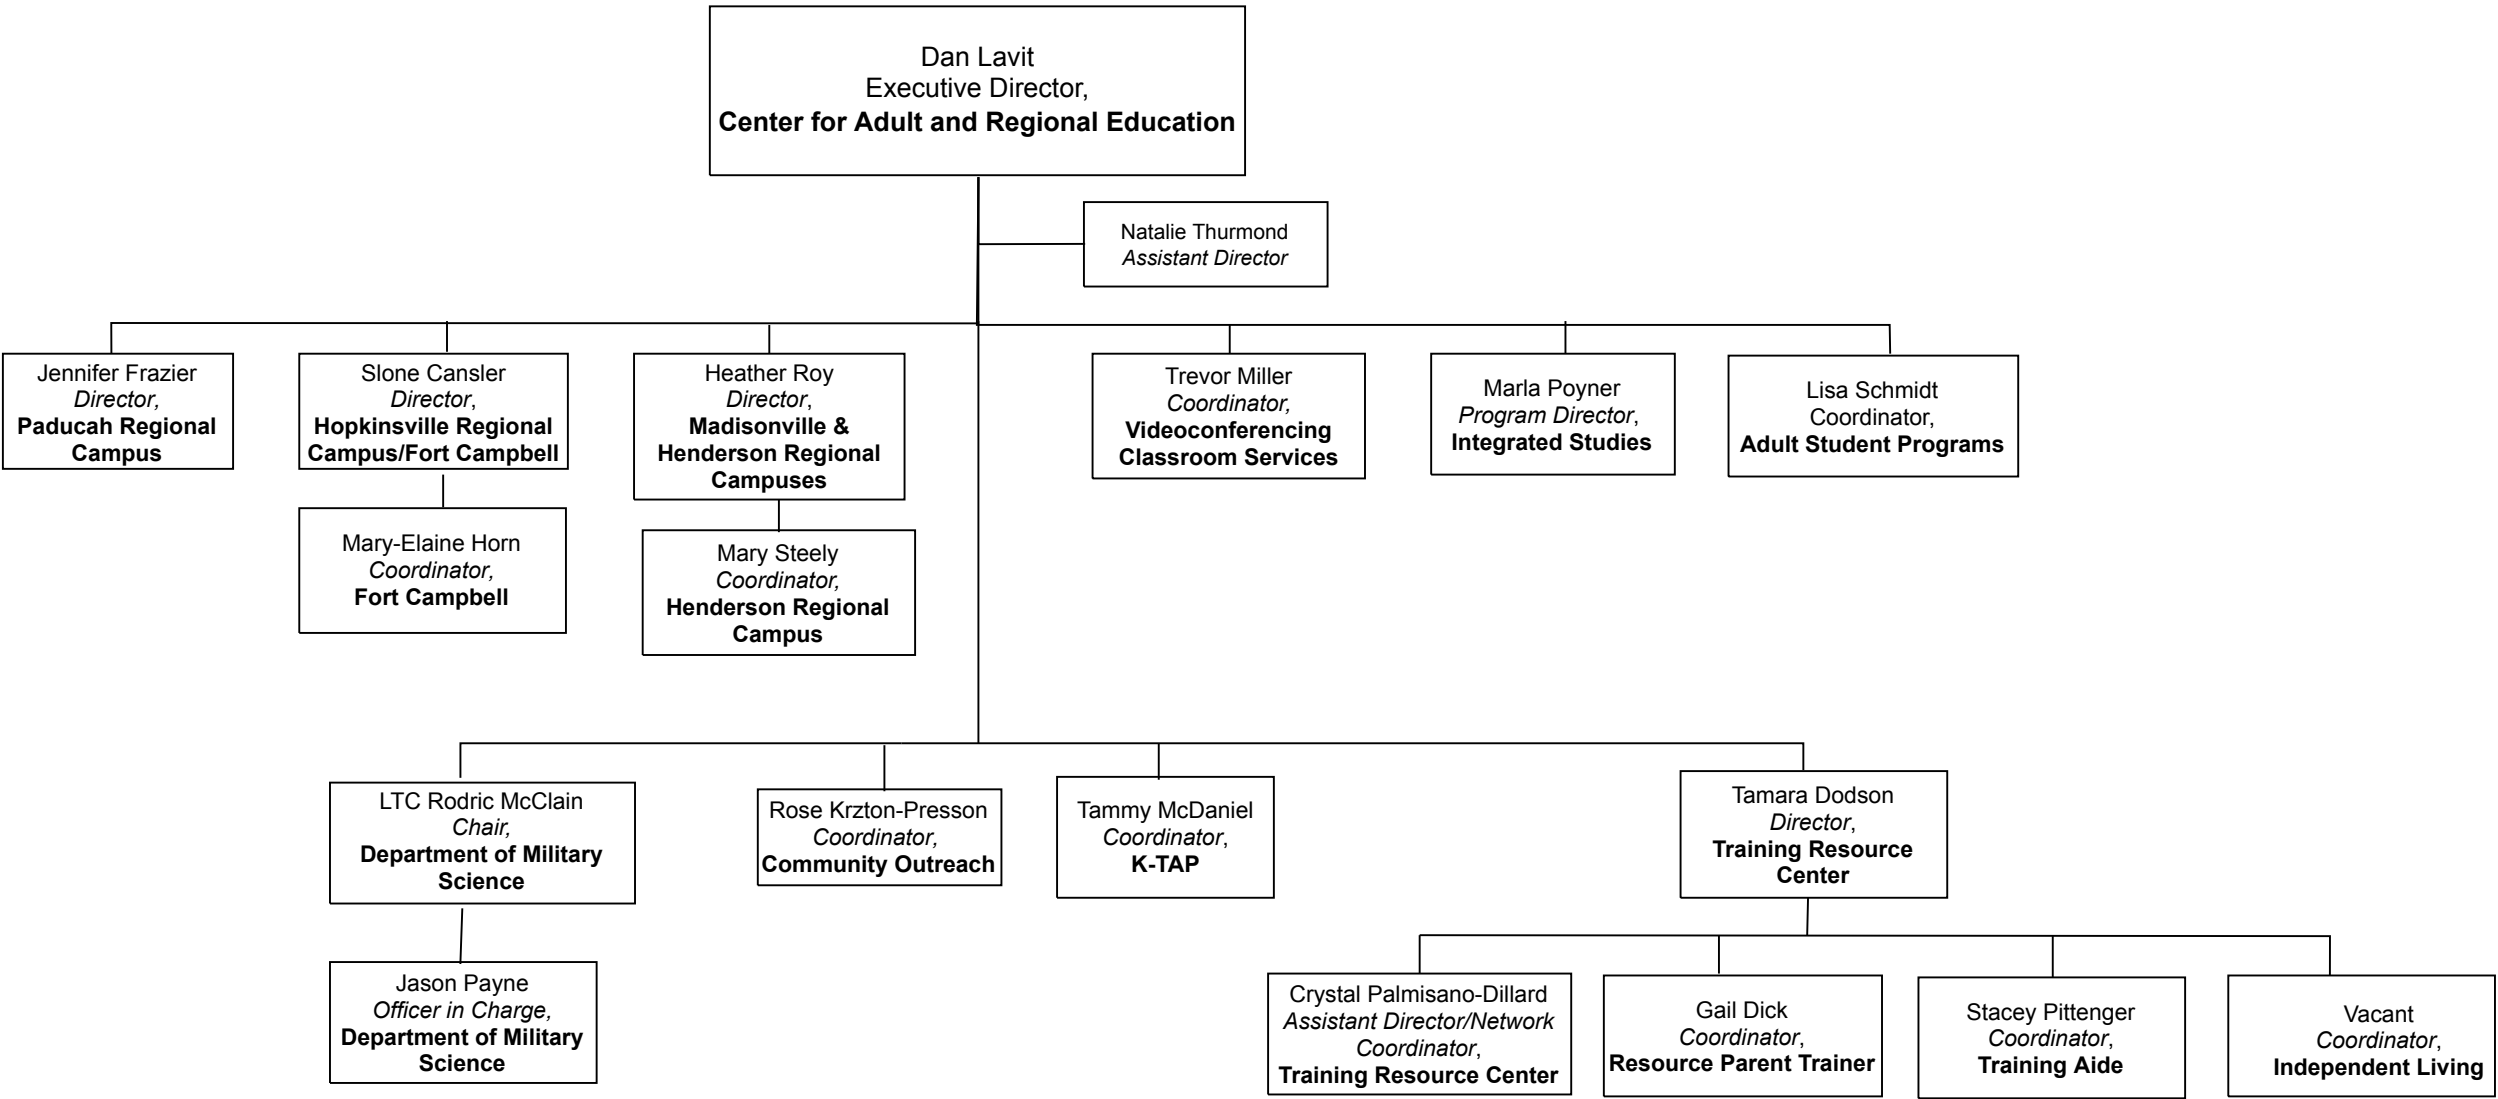 Dan Lavit
Executive Director,
Center for Adult and Regional Education
Natalie Thurmond
Assistant Director
Jennifer Frazier
Director,
Paducah Regional
Campus
Slone Cansler
Director,
Hopkinsville Regional
Campus/Fort Campbell
Heather Roy
Director,
Madisonville &
Henderson Regional
Campuses
Trevor Miller
Coordinator,
Videoconferencing
Classroom Services
Marla Poyner
Program Director,
Integrated Studies
Lisa Schmidt
Coordinator,
Adult Student Programs
Mary-Elaine Horn
Coordinator,
Fort Campbell
Mary Steely
Coordinator,
Henderson Regional
Campus
LTC Rodric McClain
Chair,
Department of Military
Science
Rose Krzton-Presson
Coordinator,
Community Outreach
Tammy McDaniel
Coordinator,
K-TAP
Tamara Dodson
Director,
Training Resource
Center
Jason Payne
Officer in Charge,
Department of Military
Science
Crystal Palmisano-Dillard
Assistant Director/Network
Coordinator,
Training Resource Center
Gail Dick
Coordinator,
Resource Parent Trainer
Stacey Pittenger
Coordinator,
Training Aide
Vacant
Coordinator,
Independent Living